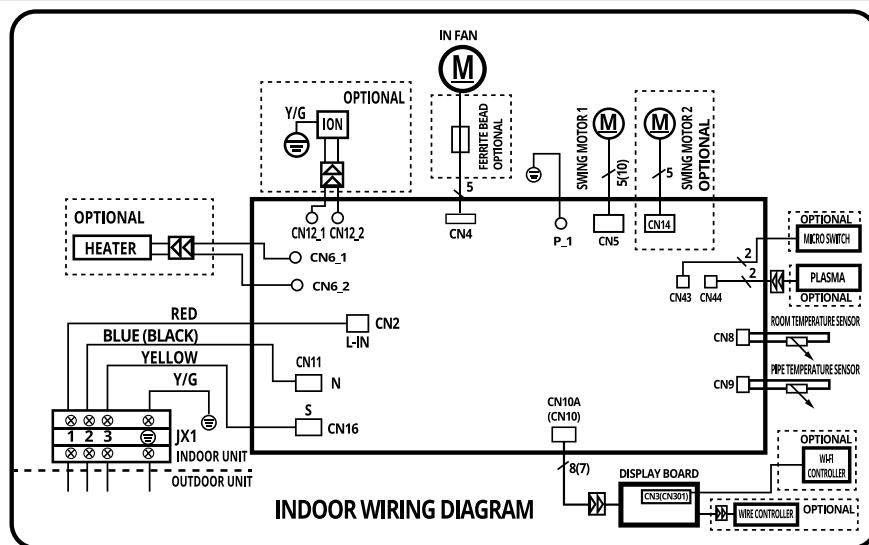 IN FAN
M
OPTIONAL
Y/G
ION
FERRITE BEAD
OPTIONAL
5
SWING MOTOR 1
M
5(10)
M
5
SWING MOTOR 2
OPTIONAL
CN12_1
CN12_2
CN4
P_1
CN5
CN14
OPTIONAL
HEATER
CN6_1
CN6_2
OPTIONAL
MICRO SWITCH
2
2
PLASMA
OPTIONAL
CN43
CN44
RED
CN2
L-IN
BLUE (BLACK)
YELLOW
CN11
N
Y/G
S
CN16
ROOM TEMPERATURE SENSOR
CN8
PIPE TEMPERATURE SENSOR
CN9
CN10A
(CN10)
8(7)
1 2 3
JX1
INDOOR UNIT
OUTDOOR UNIT
DISPLAY BOARD
CN3(CN301)
OPTIONAL
WI-FI
CONTROLLER
WIRE CONTROLLER
OPTIONAL
INDOOR WIRING DIAGRAM